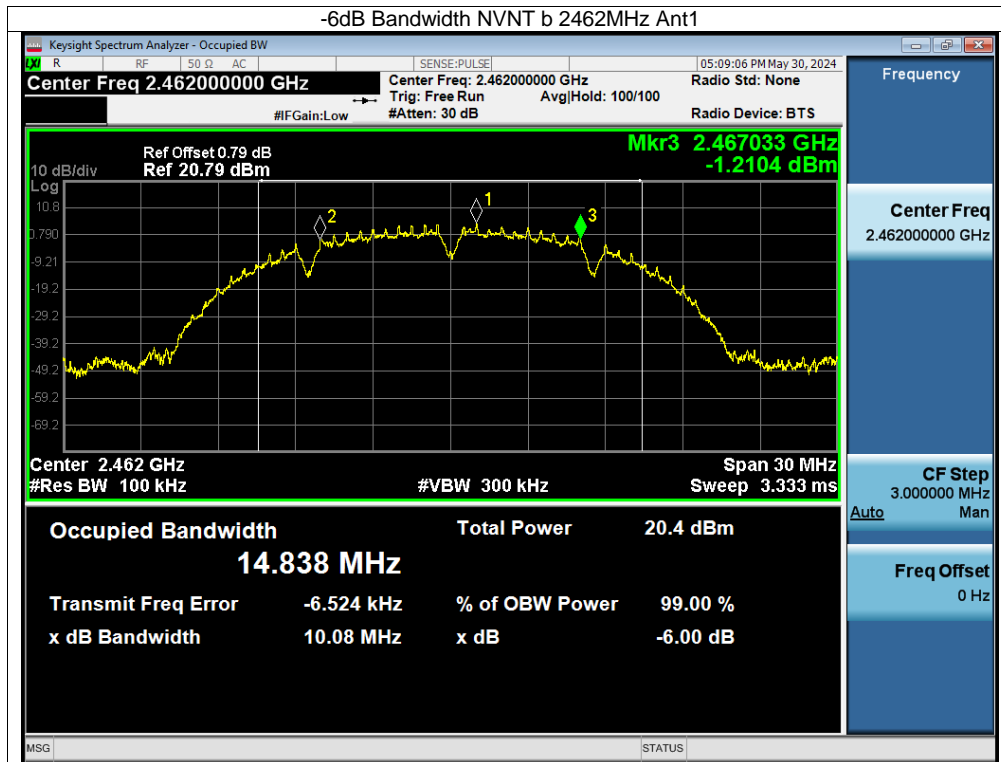 -6dB Bandwidth NVNT b 2462MHz Ant1
Keysight Spectrum Analyzer - Occupied BW
LXI R RF 50 Ω AC SENSE:PULSE 05:09:06 PM May 30, 2024
Center Freq 2.462000000 GHz Center Freq: 2.462000000 GHz Radio Std: None
Trig: Free Run Avg|Hold: 100/100
#IFGain:Low #Atten: 30 dB Radio Device: BTS
Frequency
Mkr3 2.467033 GHz
Ref Offset 0.79 dB
10 dB/div Ref 20.79 dBm -1.2104 dBm
Log
10.8
0.790
-9.21
-19.2
-29.2
-39.2
-49.2
-59.2
-69.2
2
1
3
Center 2.462 GHz Span 30 MHz
#Res BW 100 kHz #VBW 300 kHz Sweep 3.333 ms
Center Freq
2.462000000 GHz
CF Step
3.000000 MHz
Auto Man
Freq Offset
0 Hz
Occupied Bandwidth Total Power 20.4 dBm
14.838 MHz
Transmit Freq Error -6.524 kHz % of OBW Power 99.00 %
x dB Bandwidth 10.08 MHz x dB -6.00 dB
MSG STATUS